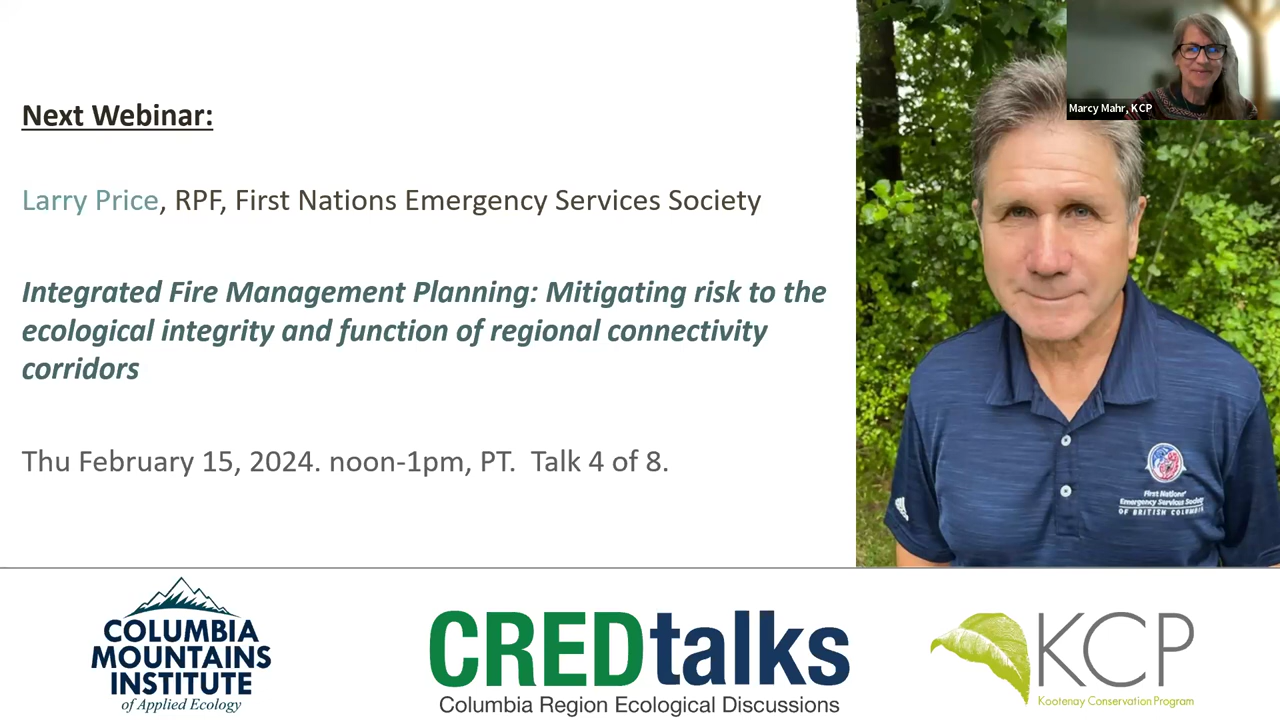 Next Webinar:
Larry Price, RPF, First Nations Emergency Services Society
Integrated Fire Management Planning: Mitigating risk to the
ecological integrity and function of regional connectivity
corridors
Thu February 15, 2024. noon-1pm, PT.  Talk 4 of 8.
Marcy Mahr, KCP
First Nations'
Emergency Services Society
OF BRITISH COLUMBIA
COLUMBIA
MOUNTAINS
INSTITUTE
of Applied Ecology
CREDtalks
Columbia Region Ecological Discussions
KCP
Kootenay Conservation Program